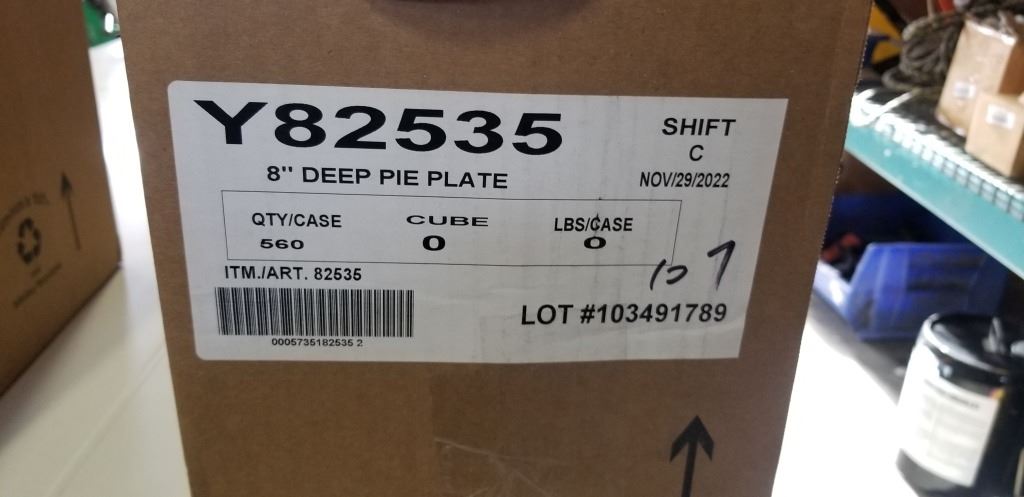 Y82535
SHIFT
C
8" DEEP PIE PLATE
NOV/29/2022
QTY/CASE CUBE LBS/CASE
560 0 0
ITM./ART. 82535
LOT #103491789
0005735182535 2